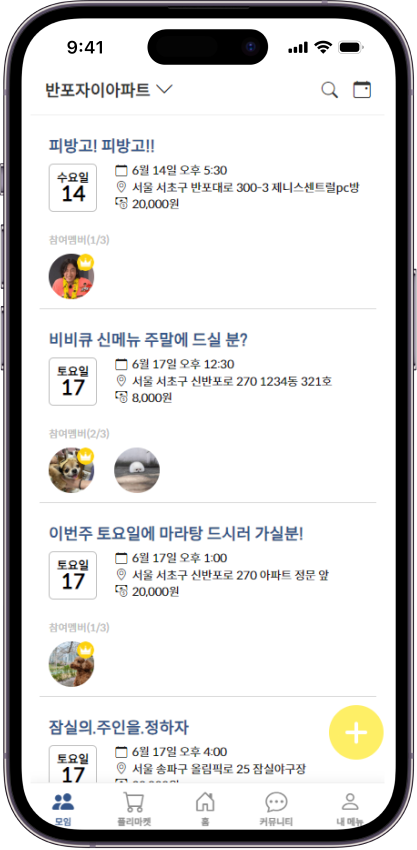 9:41
반포자이아파트
피방고! 피방고!!
수요일
14
6월 14일 오후 5:30
서울 서초구 반포대로 300-3 제니스센트럴pc방
20,000원
참여멤버(1/3)
비비큐 신메뉴 주말에 드실 분?
토요일
17
6월 17일 오후 12:30
서울 서초구 신반포로 270 1234동 321호
8,000원
참여멤버(2/3)
이번주 토요일에 마라탕 드시러 가실분!
토요일
17
6월 17일 오후 1:00
서울 서초구 신반포로 270 아파트 정문 앞
20,000원
참여멤버(1/3)
잠실의.주인을.정하자
토요일
17
6월 17일 오후 4:00
서울 송파구 올림픽로 25 잠실야구장
모임
플리마켓
홈
커뮤니티
내 메뉴